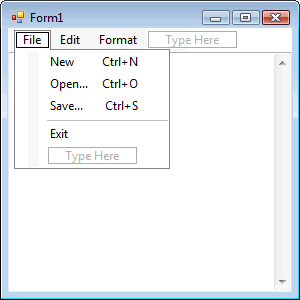 Form1
File Edit Format Type Here
New Ctrl+N
Open... Ctrl+O
Save... Ctrl+S
Exit
Type Here